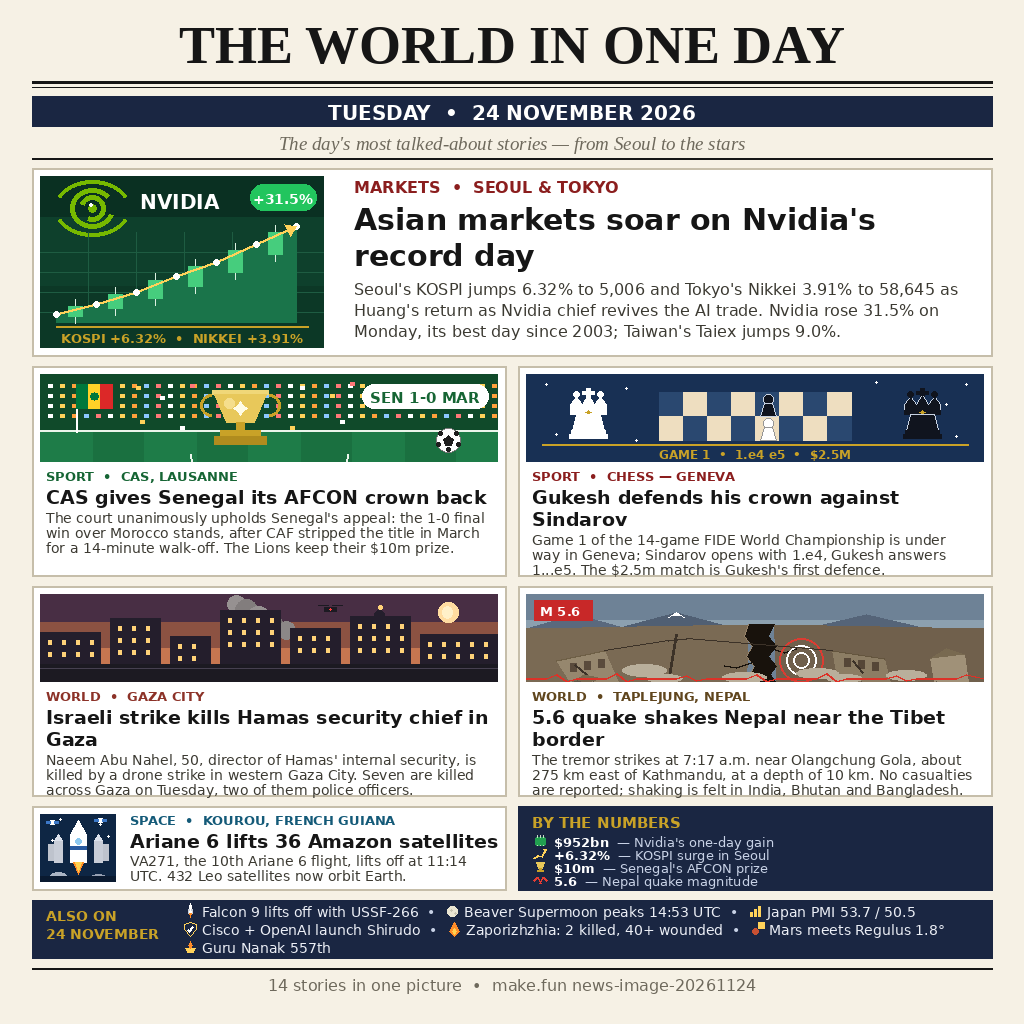 THE WORLD IN ONE DAY
TUESDAY • 24 NOVEMBER 2026
The day's most talked-about stories — from Seoul to the stars
NVIDIA
+31.5%
KOSPI +6.32% • NIKKEI +3.91%
MARKETS • SEOUL & TOKYO
Asian markets soar on Nvidia's
record day
Seoul's KOSPI jumps 6.32% to 5,006 and Tokyo's Nikkei 3.91% to 58,645 as
Huang's return as Nvidia chief revives the AI trade. Nvidia rose 31.5% on
Monday, its best day since 2003; Taiwan's Taiex jumps 9.0%.
SEN 1-0 MAR
SPORT • CAS, LAUSANNE
CAS gives Senegal its AFCON crown back
The court unanimously upholds Senegal's appeal: the 1-0 final
win over Morocco stands, after CAF stripped the title in March
for a 14-minute walk-off. The Lions keep their $10m prize.
GAME 1 • 1.e4 e5 • $2.5M
SPORT • CHESS — GENEVA
Gukesh defends his crown against
Sindarov
Game 1 of the 14-game FIDE World Championship is under
way in Geneva; Sindarov opens with 1.e4, Gukesh answers
1...e5. The $2.5m match is Gukesh's first defence.
WORLD • GAZA CITY
Israeli strike kills Hamas security chief in
Gaza
Naeem Abu Nahel, 50, director of Hamas' internal security, is
killed by a drone strike in western Gaza City. Seven are killed
across Gaza on Tuesday, two of them police officers.
M 5.6
WORLD • TAPLEJUNG, NEPAL
5.6 quake shakes Nepal near the Tibet
border
The tremor strikes at 7:17 a.m. near Olangchung Gola, about
275 km east of Kathmandu, at a depth of 10 km. No casualties
are reported; shaking is felt in India, Bhutan and Bangladesh.
SPACE • KOUROU, FRENCH GUIANA
Ariane 6 lifts 36 Amazon satellites
VA271, the 10th Ariane 6 flight, lifts off at 11:14
UTC. 432 Leo satellites now orbit Earth.
BY THE NUMBERS
$952bn — Nvidia's one-day gain
+6.32% — KOSPI surge in Seoul
$10m — Senegal's AFCON prize
5.6 — Nepal quake magnitude
ALSO ON
24 NOVEMBER
Falcon 9 lifts off with USSF-266 • Beaver Supermoon peaks 14:53 UTC • Japan PMI 53.7 / 50.5
Cisco + OpenAI launch Shirudo • Zaporizhzhia: 2 killed, 40+ wounded • Mars meets Regulus 1.8°
Guru Nanak 557th
14 stories in one picture • make.fun news-image-20261124